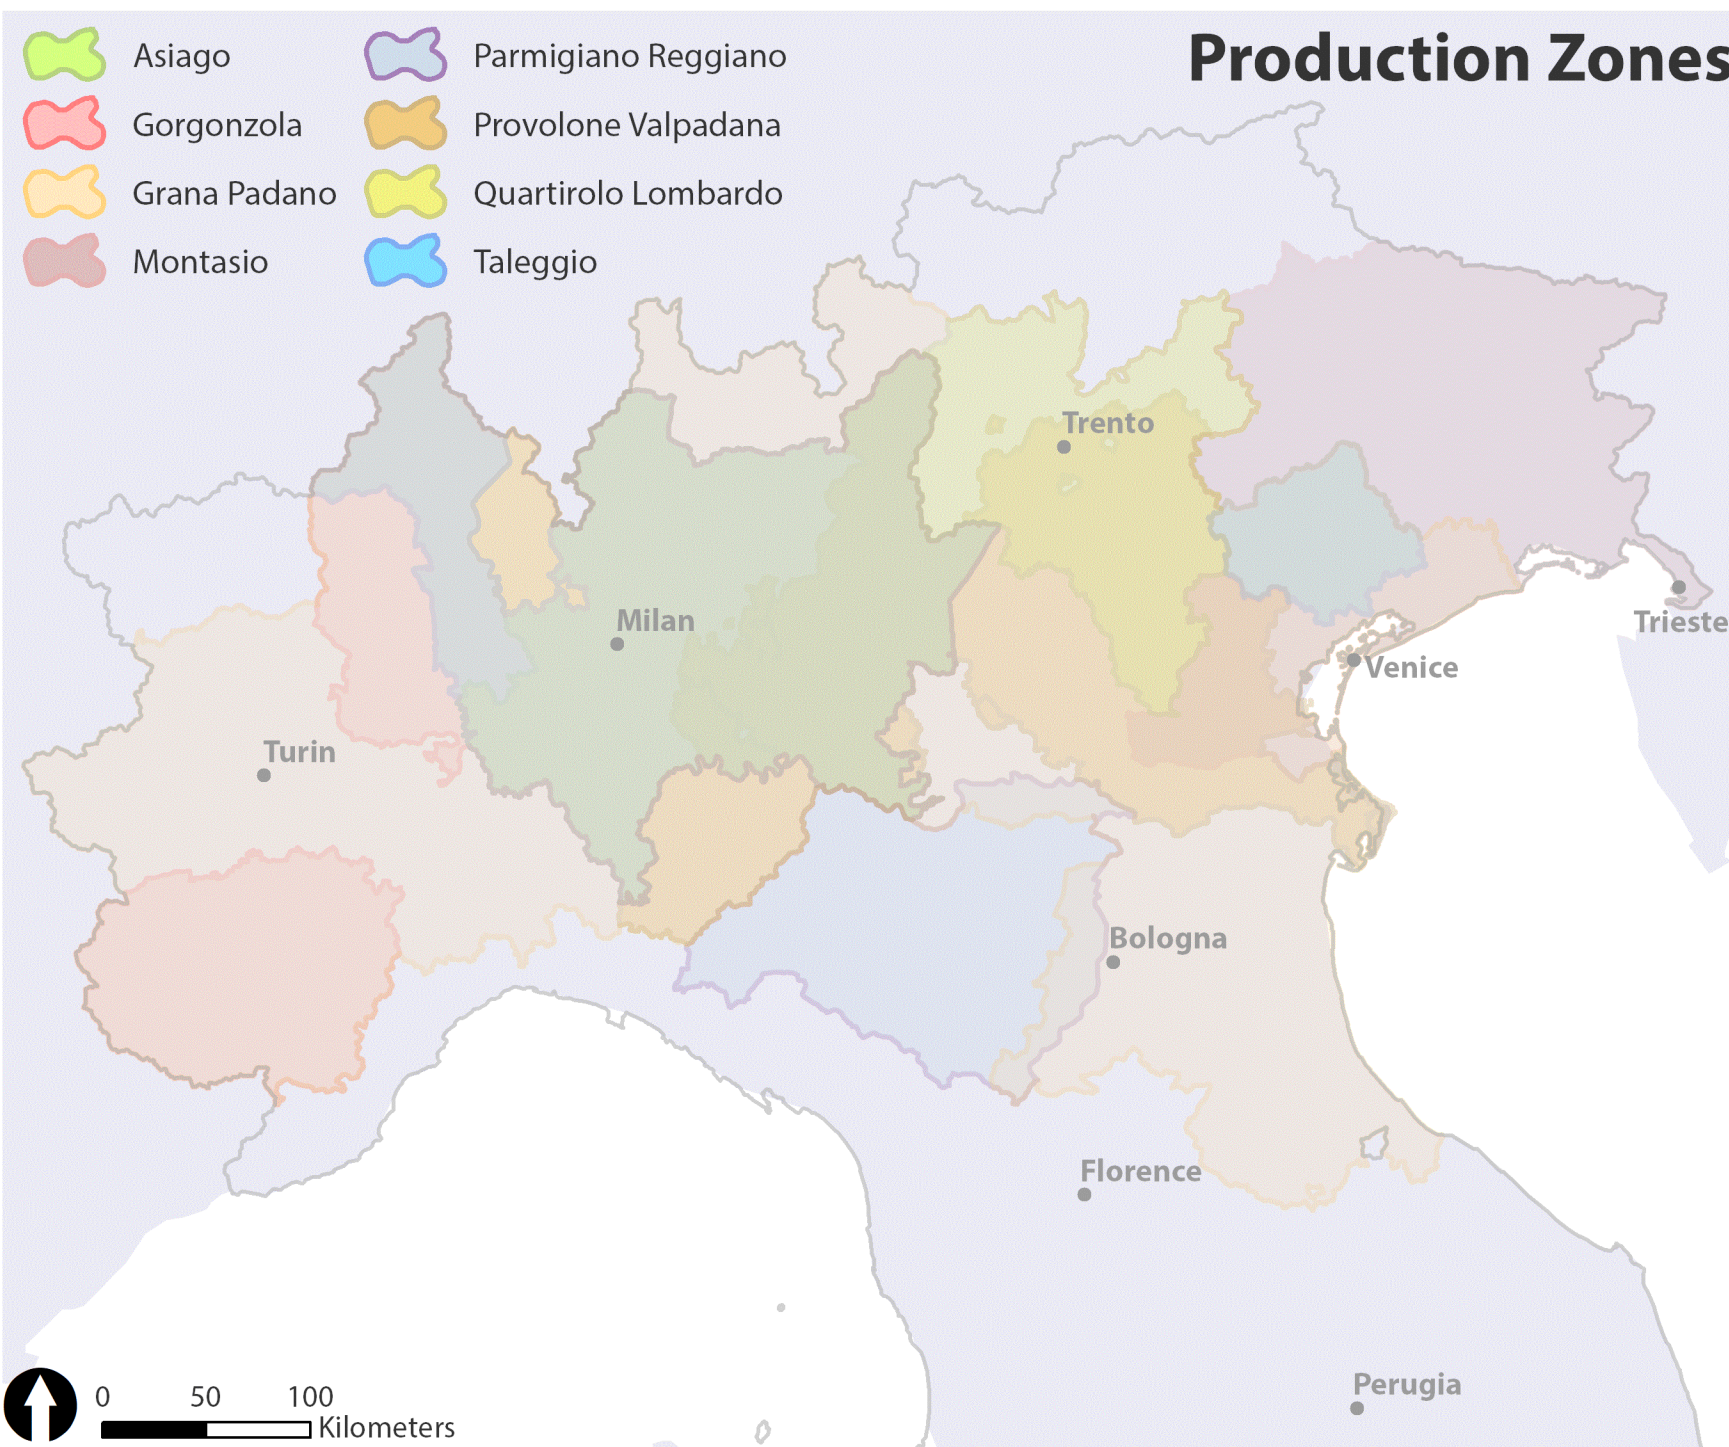 Production Zones
Asiago
Gorgonzola
Grana Padano
Montasio
Parmigiano Reggiano
Provolone Valpadana
Quartirolo Lombardo
Taleggio
Trento
Milan
Trieste
Venice
Turin
Bologna
Florence
Perugia
0 50 100
Kilometers